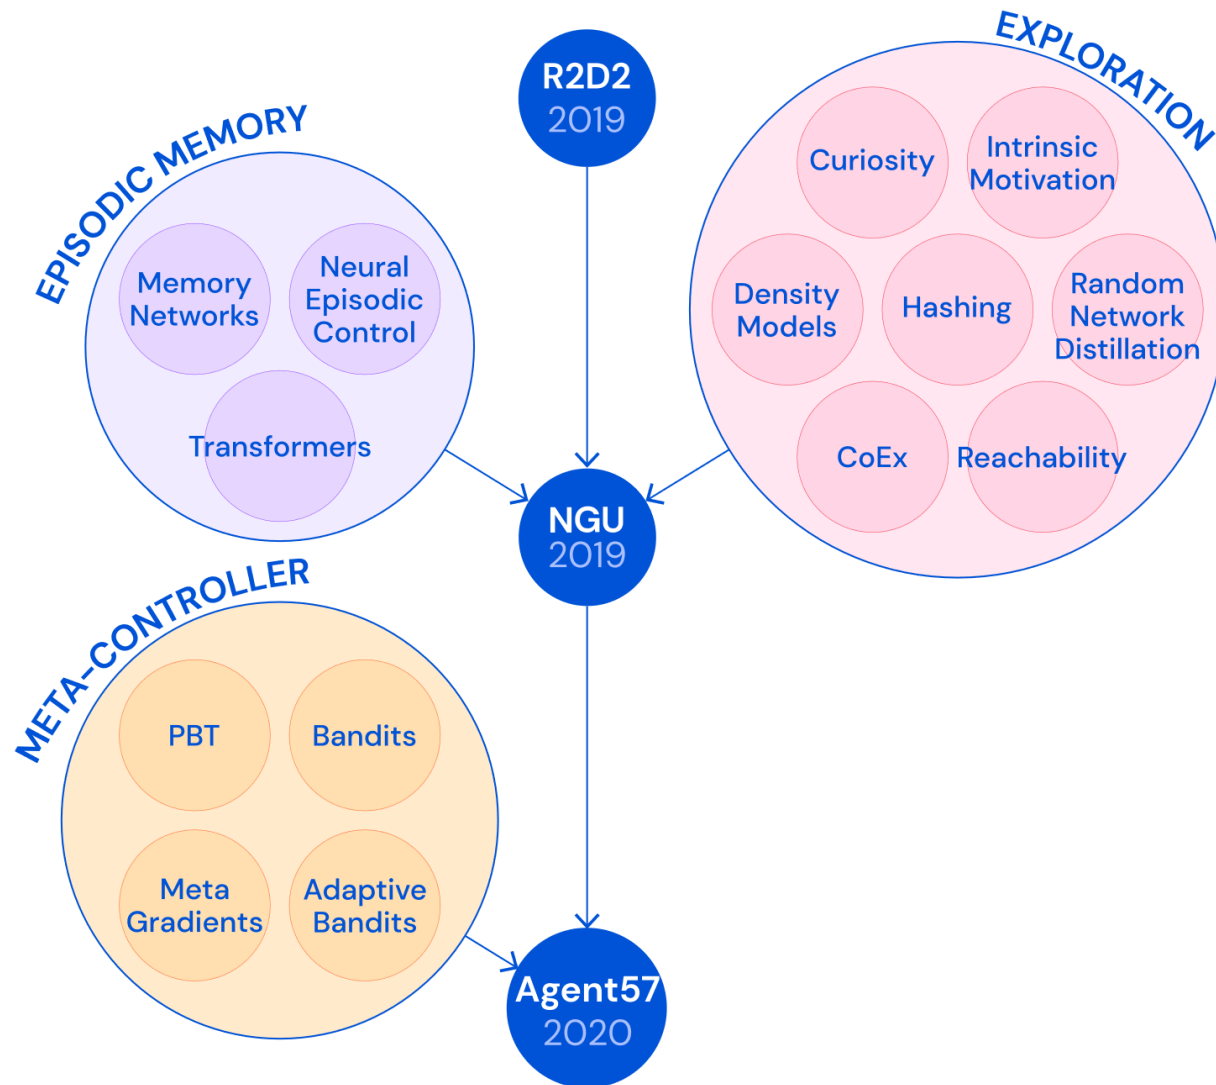 R2D2
2019
EPISODIC MEMORY
Memory
Networks
Neural
Episodic
Control
Transformers
EXPLORATION
Curiosity
Intrinsic
Motivation
Density
Models
Hashing
Random
Network
Distillation
CoEx
Reachability
NGU
2019
META-CONTROLLER
PBT
Bandits
Meta
Gradients
Adaptive
Bandits
Agent57
2020